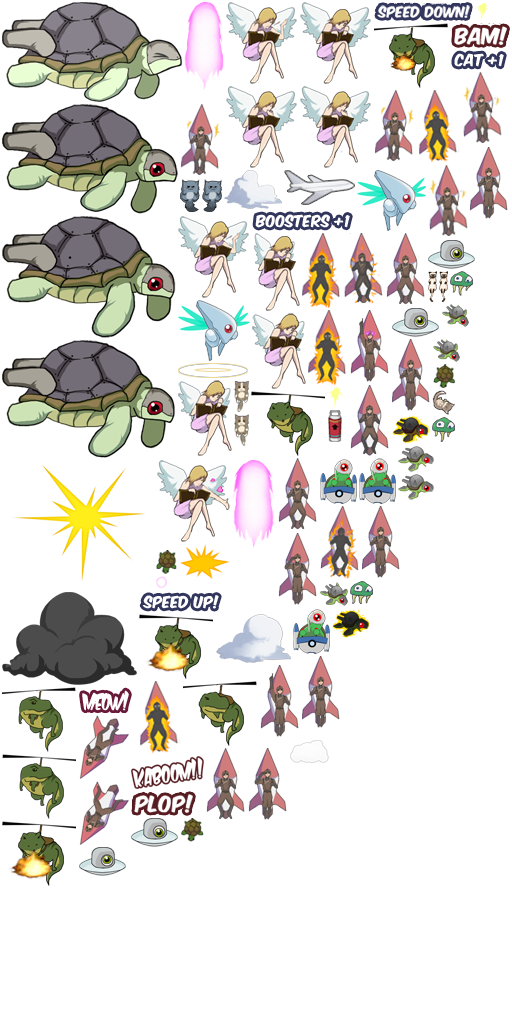 SPEED DOWN!
BAM!
CAT +1
BOOSTERS +1
SPEED UP!
MEOW!
KABOOM!!
PLOP!